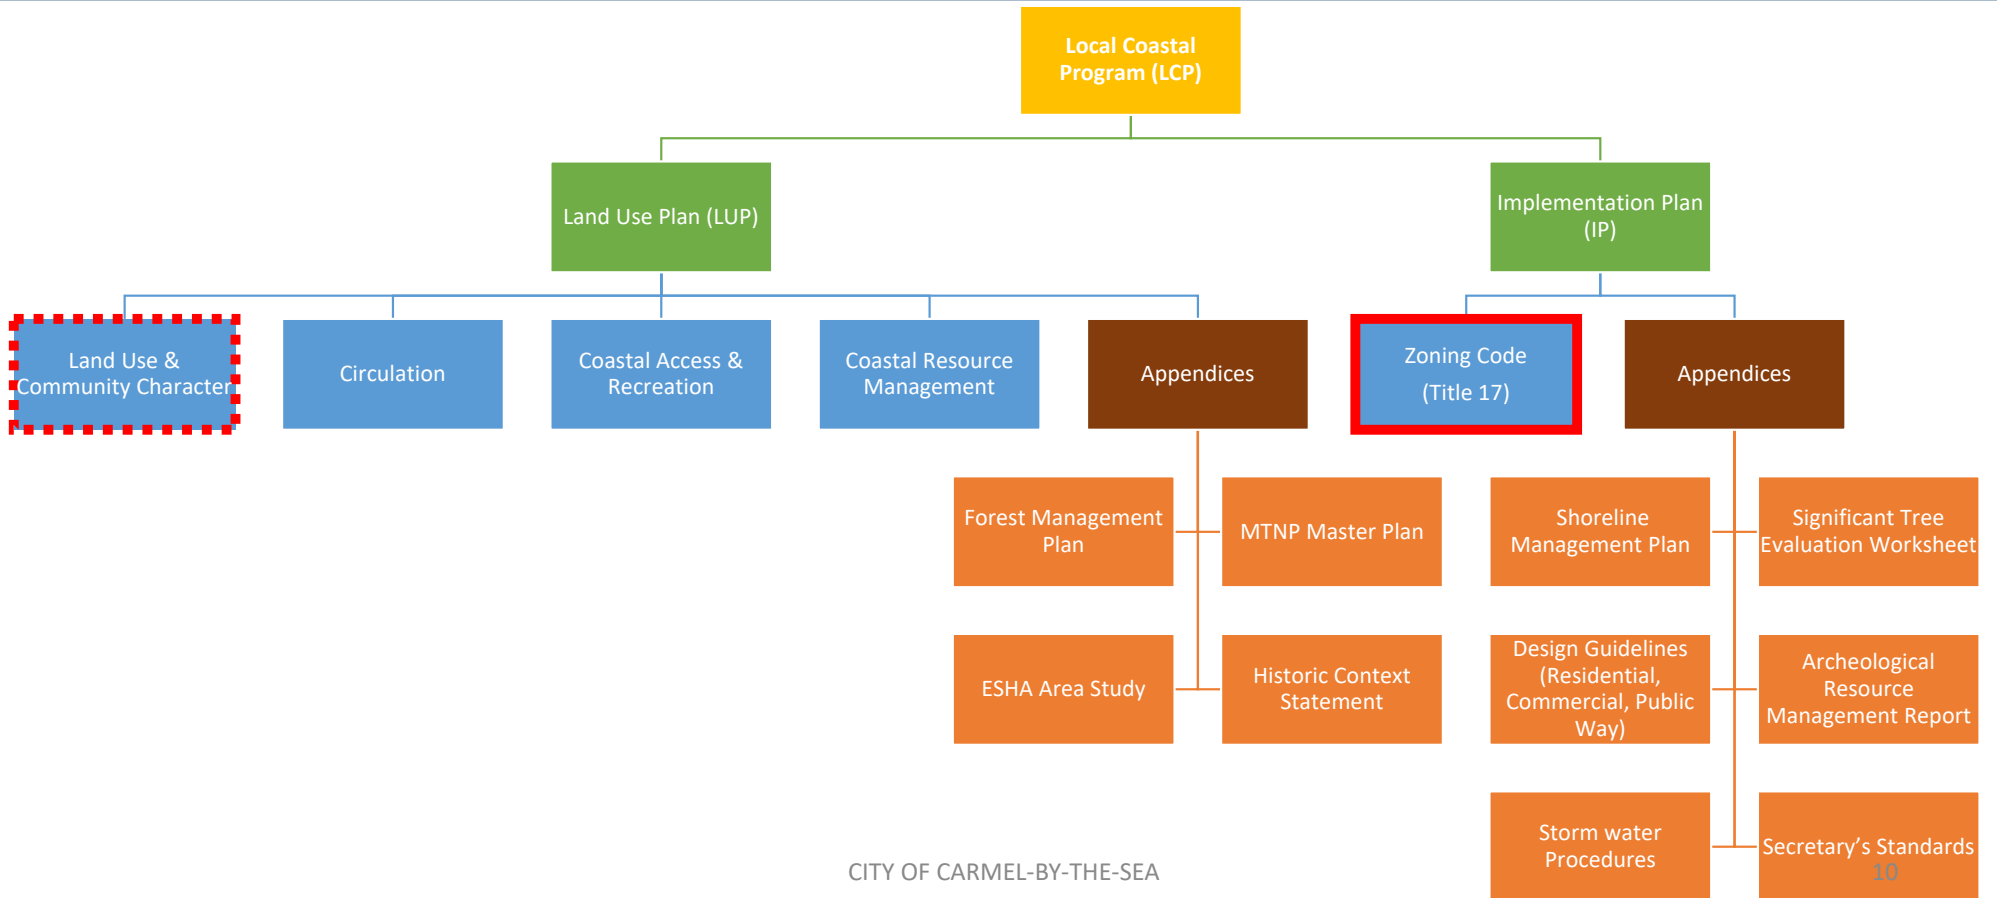 Local Coastal
Program (LCP)
Land Use Plan (LUP)
Implementation Plan
(IP)
Land Use &
Community Character
Circulation
Coastal Access &
Recreation
Coastal Resource
Management
Appendices
Zoning Code
(Title 17)
Appendices
Forest Management
Plan
MTNP Master Plan
Shoreline
Management Plan
Significant Tree
Evaluation Worksheet
ESHA Area Study
Historic Context
Statement
Design Guidelines
(Residential,
Commercial, Public
Way)
Archeological
Resource
Management Report
Storm water
Procedures
Secretary’s Standards
CITY OF CARMEL-BY-THE-SEA
10